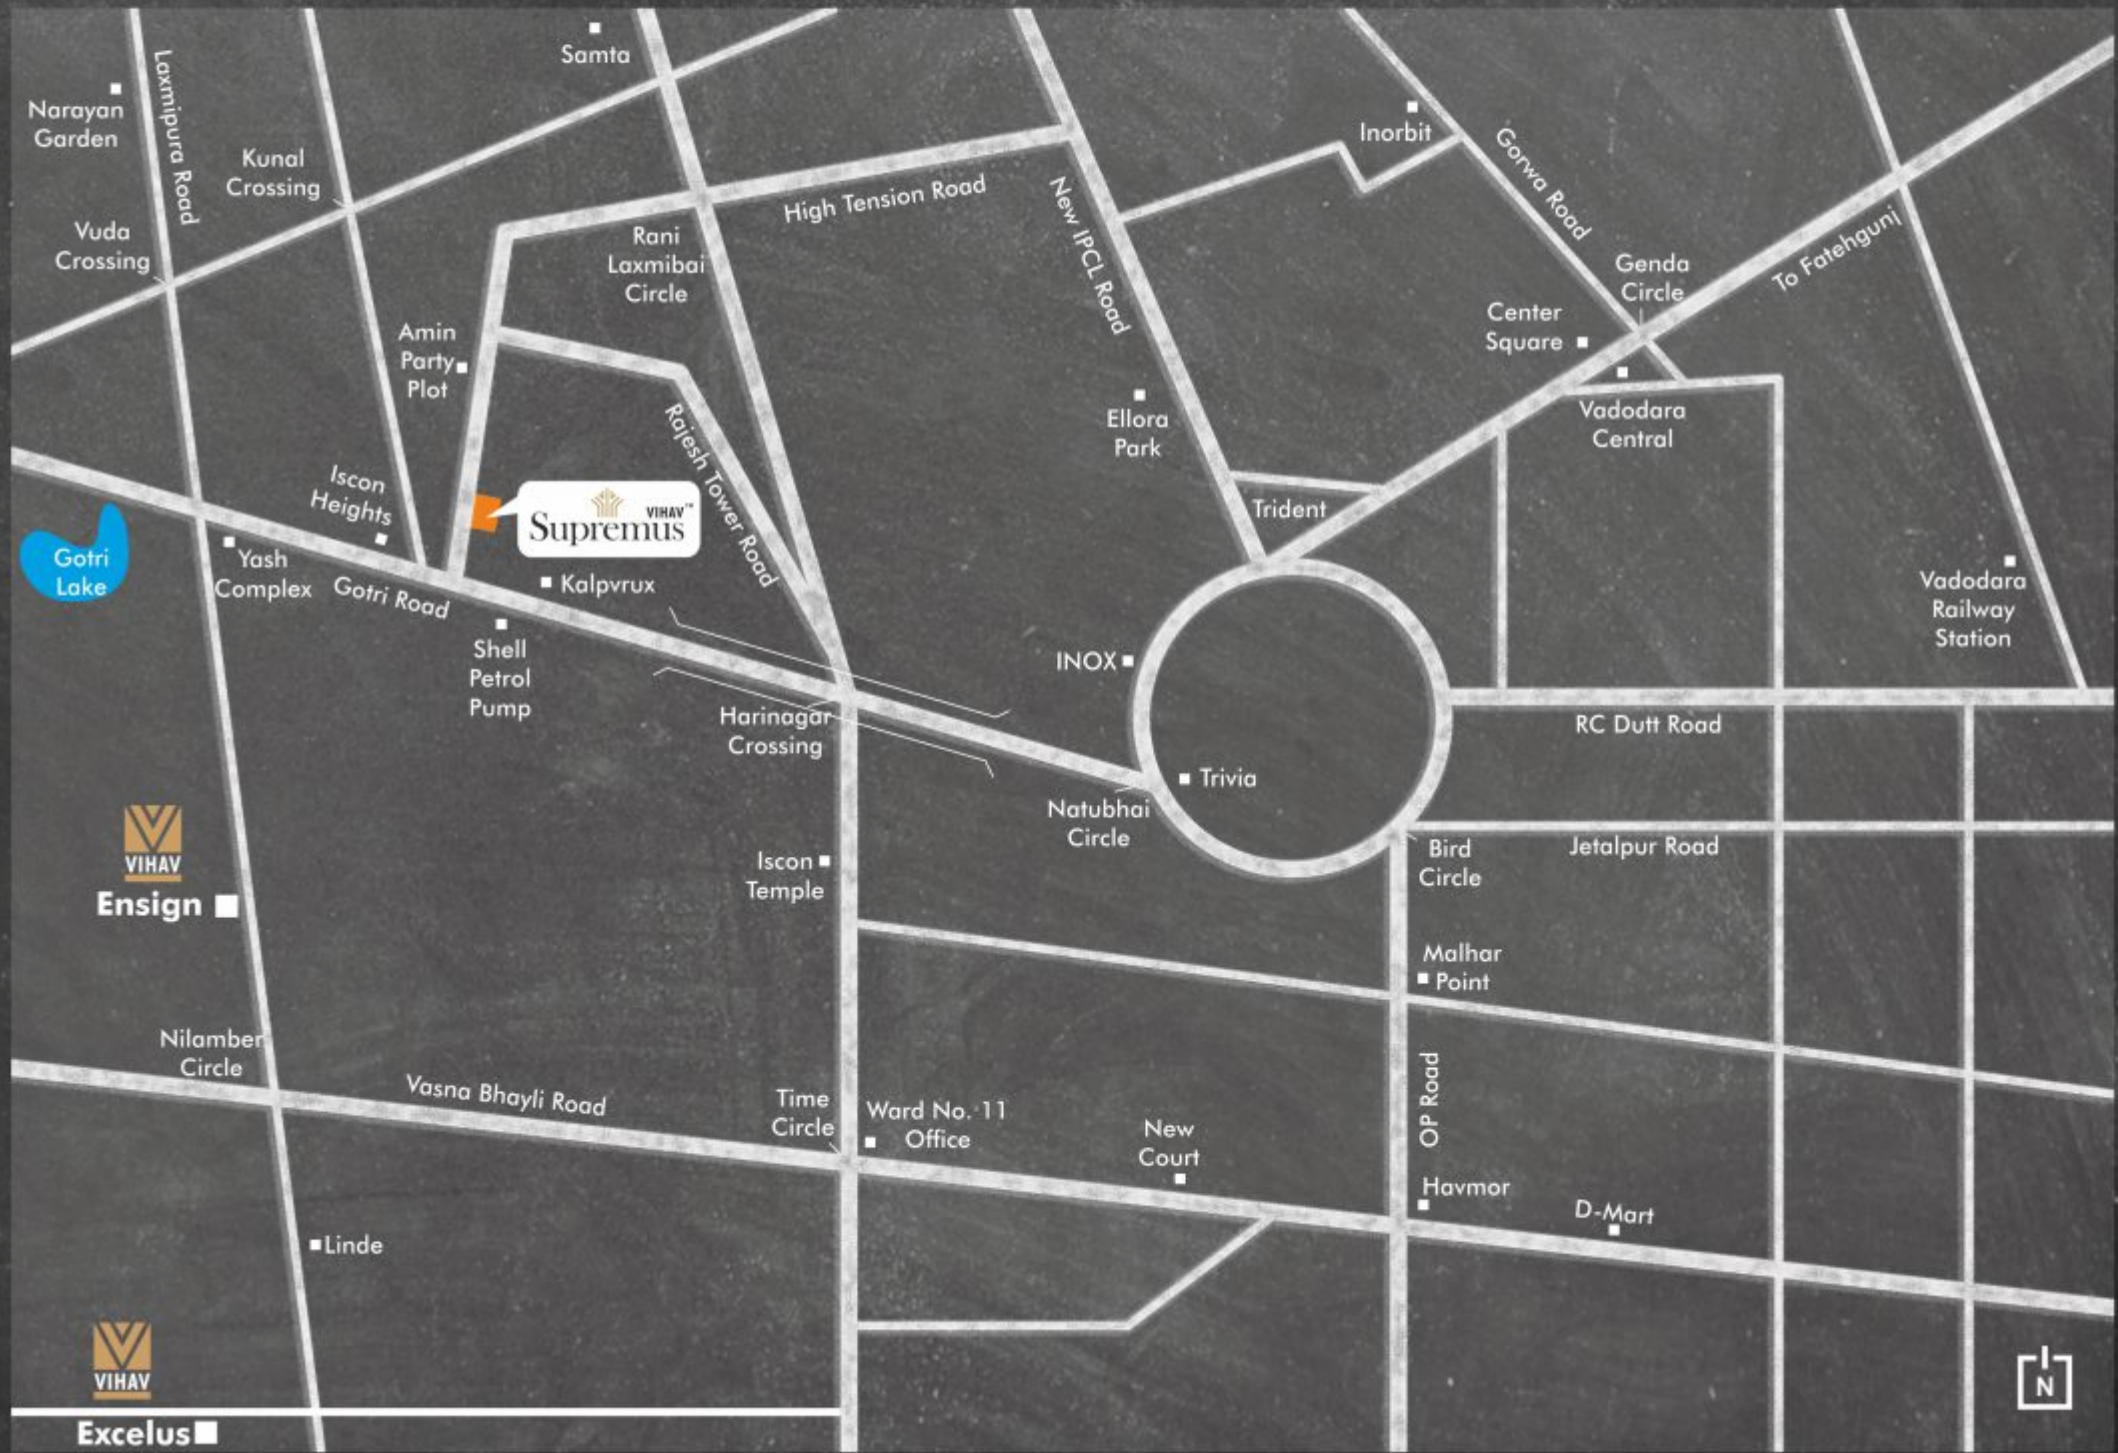 Samta
Narayan
Garden
Laxmipura Road
Kunal
Crossing
Vuda
Crossing
Inorbit
Gorwa Road
High Tension Road
New IPCL Road
Rani
Laxmibai
Circle
To Fatehgunj
Genda
Circle
Center
Square
Amin
Party
Plot
Ellora
Park
Vadodara
Central
Rajesh Tower Road
Iscon
Heights
VIHAV™
Supremus
Trident
Gotri
Lake
Yash
Complex
Gotri Road
Kalpvrux
Vadodara
Railway
Station
Shell
Petrol
Pump
INOX
Harinagar
Crossing
RC Dutt Road
Trivia
Natubhai
Circle
Bird
Circle
Jetalpur Road
VIHAV
Ensign
Iscon
Temple
Malhar
Point
Nilamber
Circle
Vasna Bhayli Road
Time
Circle
Ward No. 11
Office
New
Court
OP Road
Havmor
D-Mart
Linde
VIHAV
Excelus
N